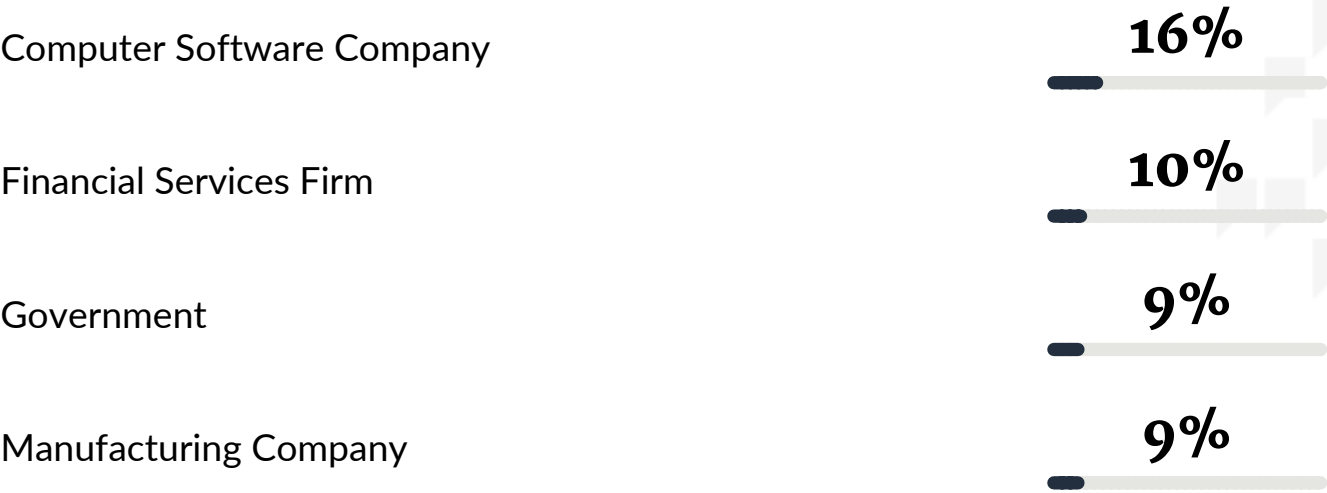 Computer Software Company
16%
Financial Services Firm
10%
Government
9%
Manufacturing Company
9%